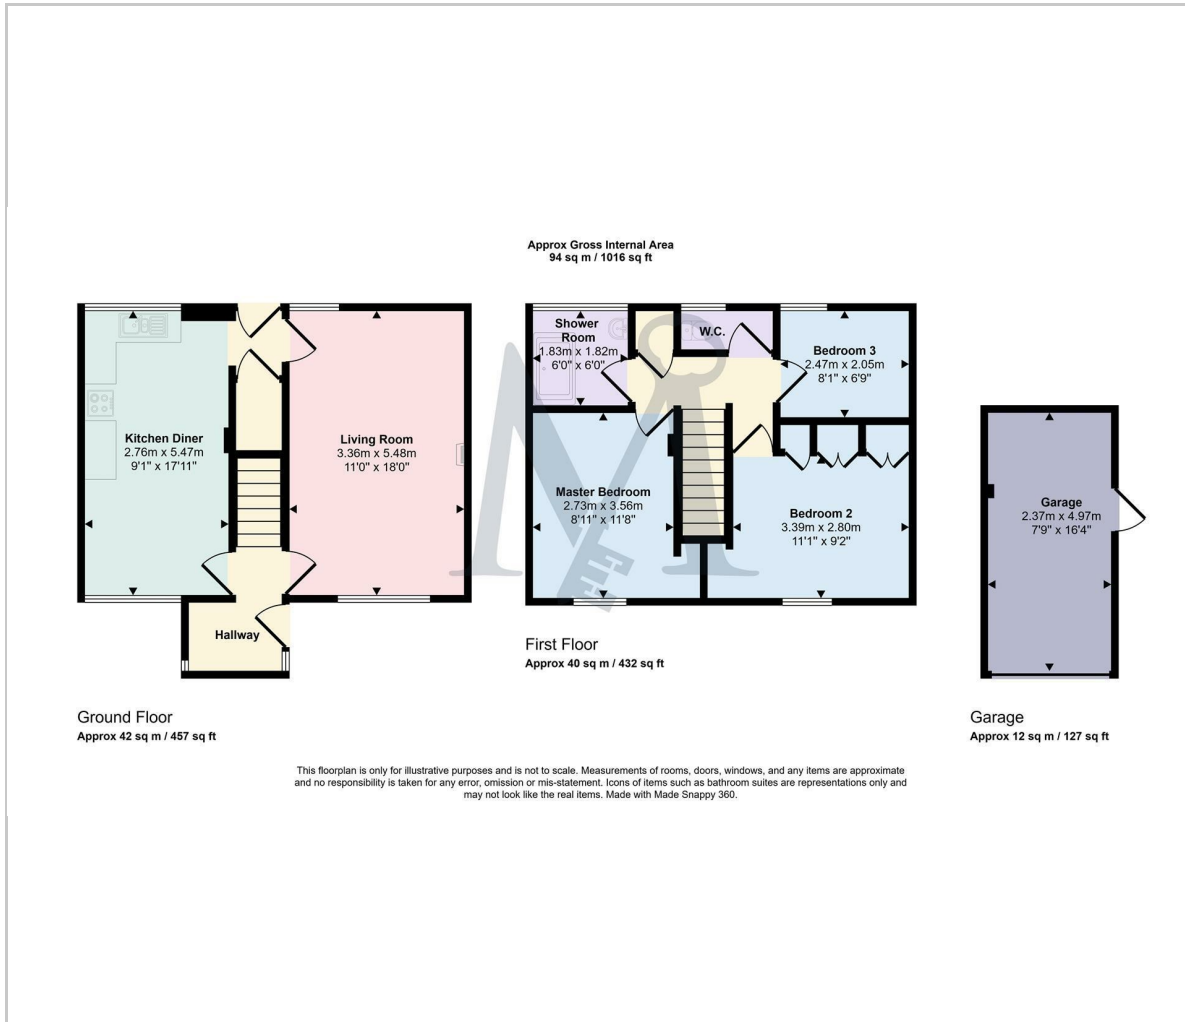 Approx Gross Internal Area
94 sq m / 1016 sq ft
Kitchen Diner
2.76m x 5.47m
9'1" x 17'11"
Living Room
3.36m x 5.48m
11'0" x 18'0"
Hallway
Ground Floor
Approx 42 sq m / 457 sq ft
Shower
Room
1.83m x 1.82m
6'0" x 6'0"
W.C.
Bedroom 3
2.47m x 2.05m
8'1" x 6'9"
Master Bedroom
2.73m x 3.56m
8'11" x 11'8"
Bedroom 2
3.39m x 2.80m
11'1" x 9'2"
First Floor
Approx 40 sq m / 432 sq ft
Garage
2.37m x 4.97m
7'9" x 16'4"
Garage
Approx 12 sq m / 127 sq ft
This floorplan is only for illustrative purposes and is not to scale. Measurements of rooms, doors, windows, and any items are approximate
and no responsibility is taken for any error, omission or mis-statement. Icons of items such as bathroom suites are representations only and
may not look like the real items. Made with Made Snappy 360.